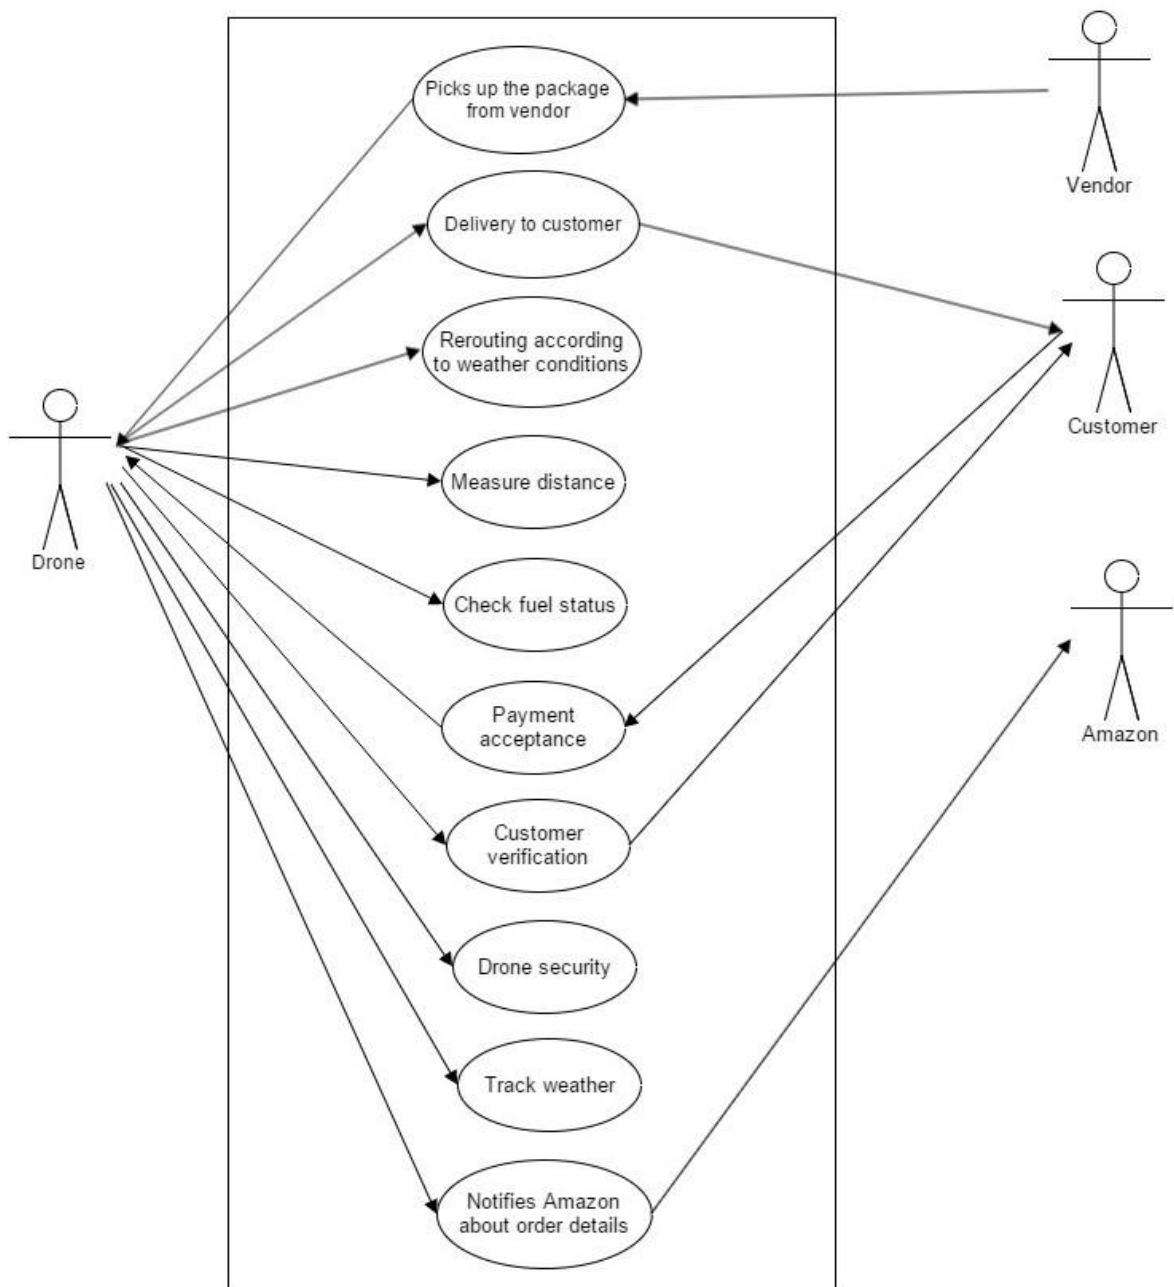 Picks up the package
from vendor
Vendor
Delivery to customer
Rerouting according
to weather conditions
Customer
Drone
Measure distance
Check fuel status
Amazon
Payment
acceptance
Customer
verification
Drone security
Track weather
Notifies Amazon
about order details